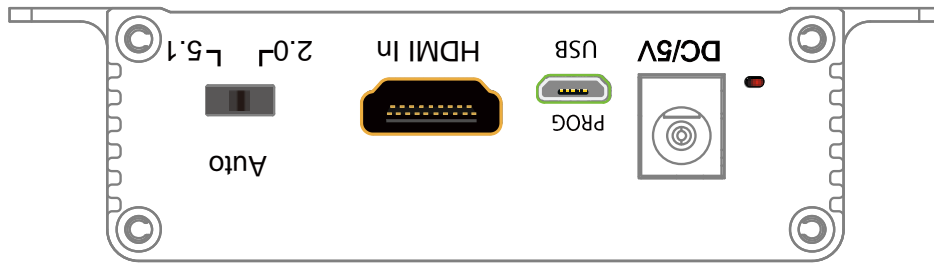 Auto
PROG
DC/5V
USB
HDMI In
2.0
5.1